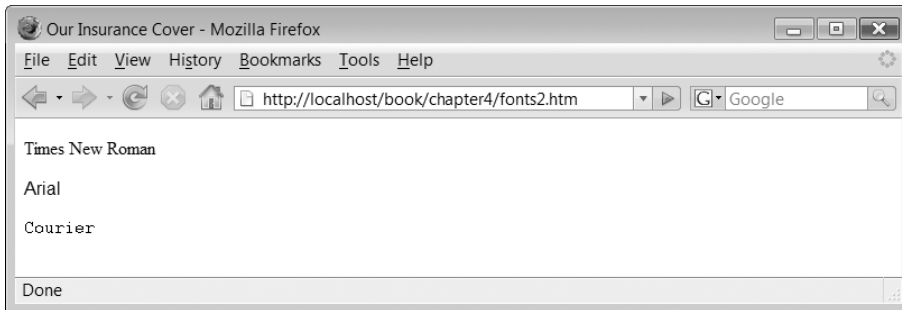 Our Insurance Cover - Mozilla Firefox
File Edit View History Bookmarks Tools Help
http://localhost/book/chapter4/fonts2.htm G Google
Times New Roman
Arial
Courier
Done